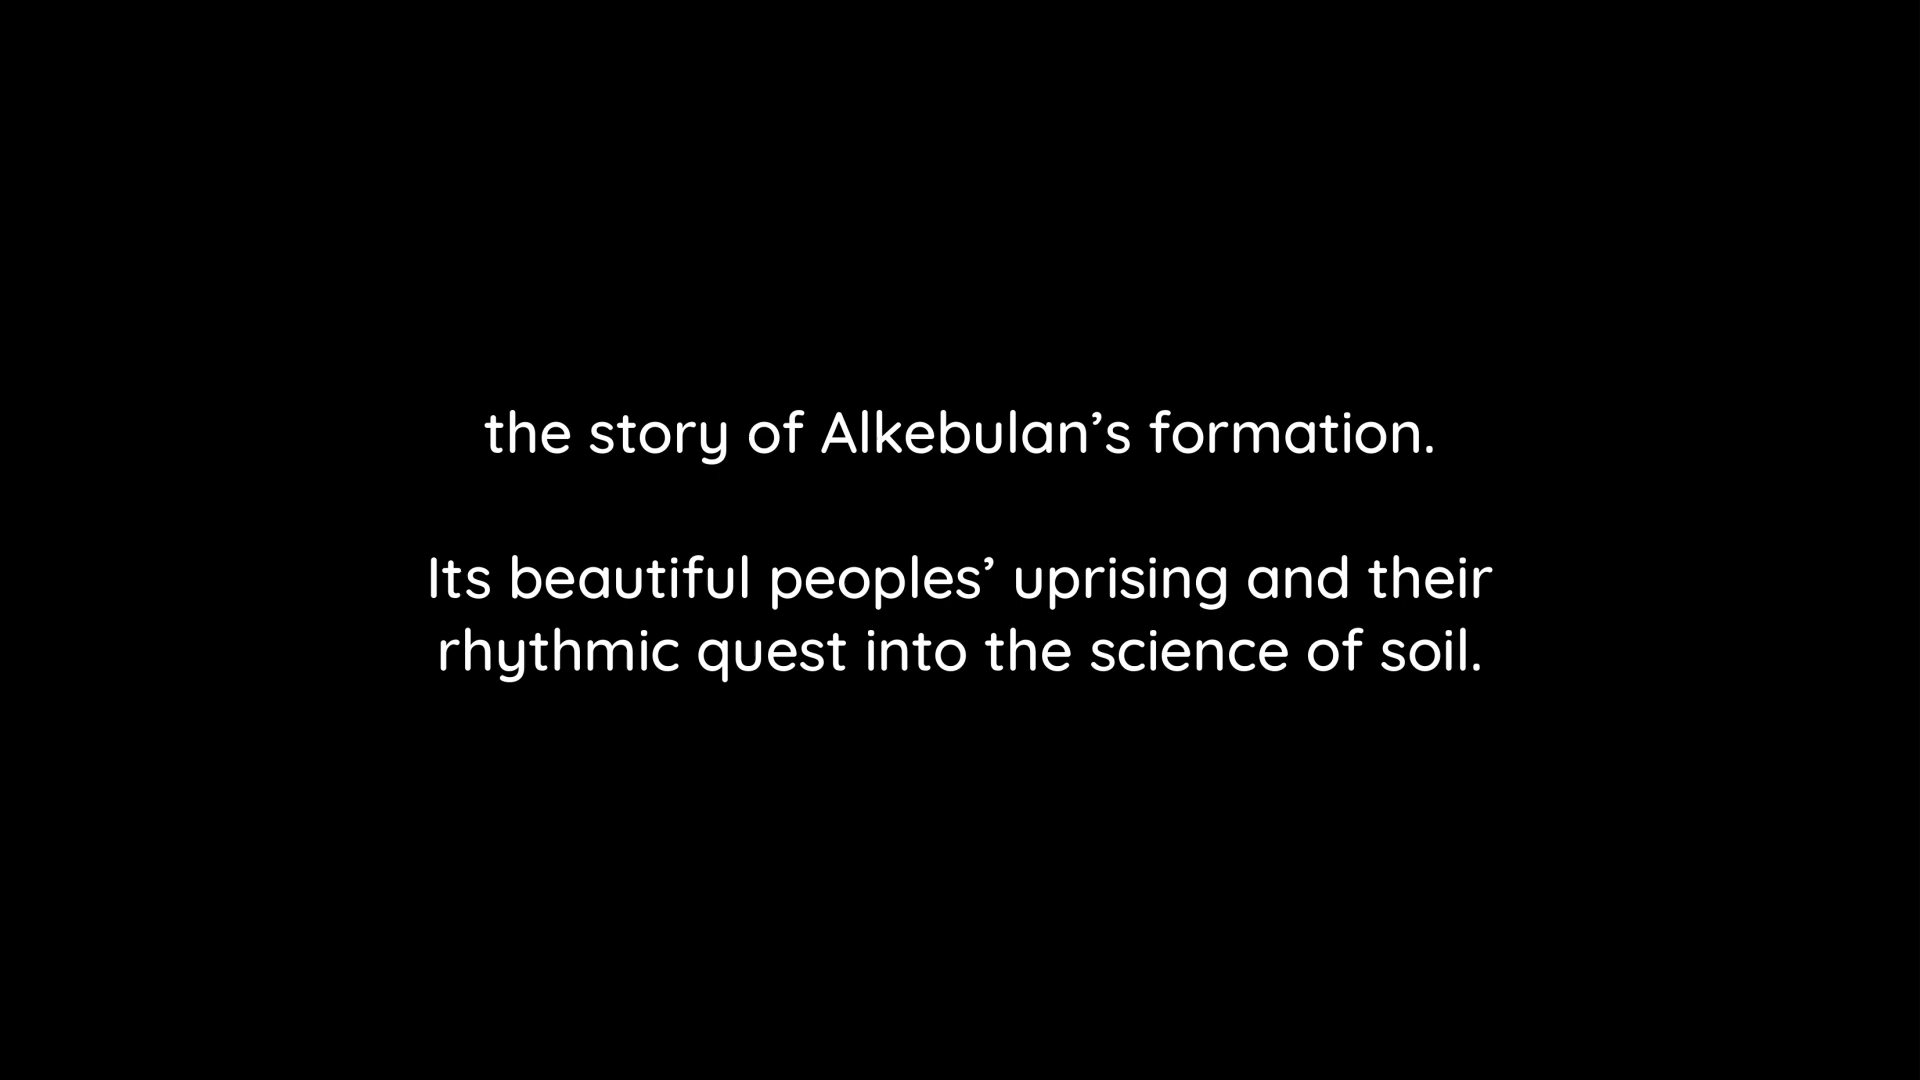 the story of Alkebulan’s formation.
Its beautiful peoples’ uprising and their
rhythmic quest into the science of soil.